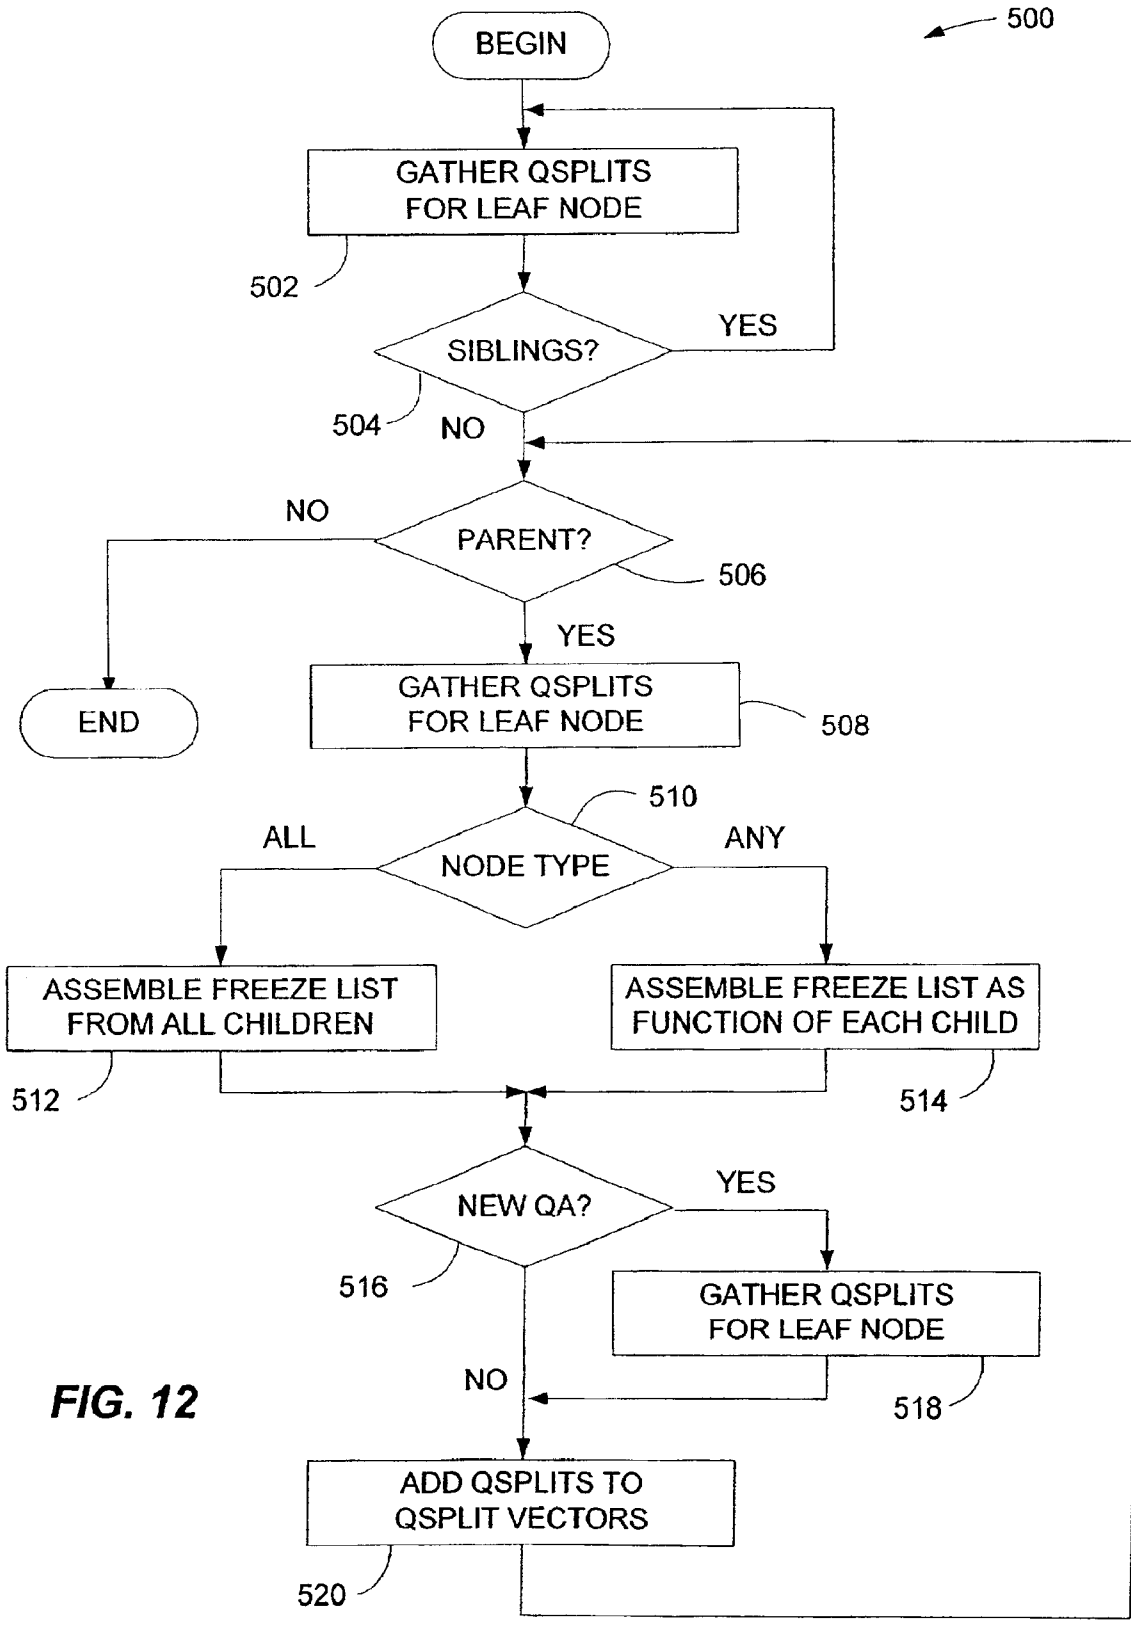 500
BEGIN
GATHER QSPLITS
FOR LEAF NODE
502
YES
SIBLINGS?
504
NO
NO
PARENT?
506
YES
GATHER QSPLITS
FOR LEAF NODE
508
END
510
ALL
ANY
NODE TYPE
ASSEMBLE FREEZE LIST
FROM ALL CHILDREN
ASSEMBLE FREEZE LIST AS
FUNCTION OF EACH CHILD
512
514
YES
NEW QA?
516
GATHER QSPLITS
FOR LEAF NODE
NO
518
FIG. 12
ADD QSPLITS TO
QSPLIT VECTORS
520